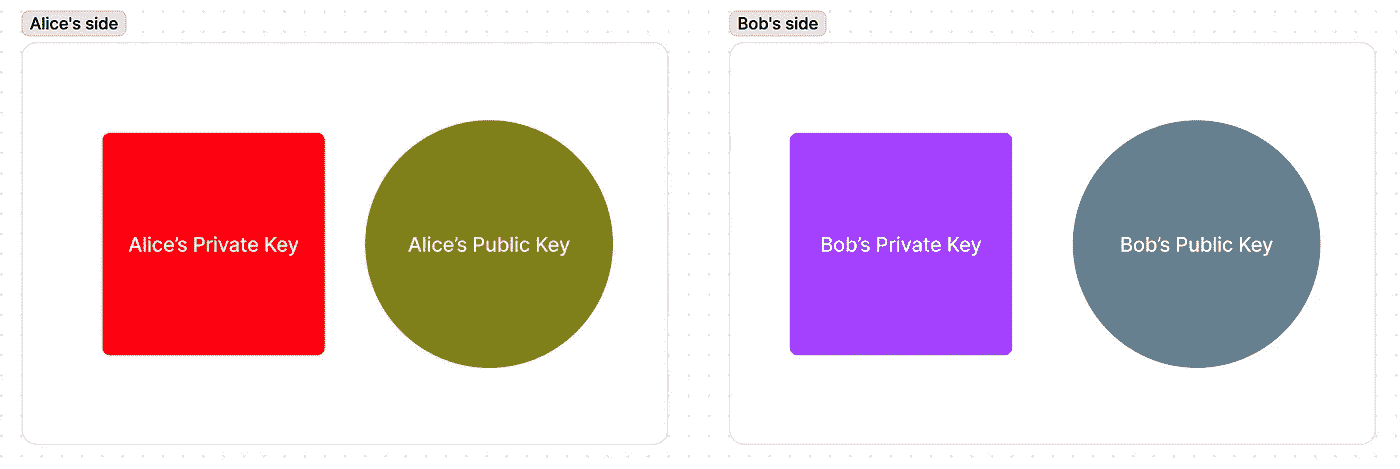 Alice's side
Bob's side
Alice’s Private Key
Alice’s Public Key
Bob’s Private Key
Bob’s Public Key